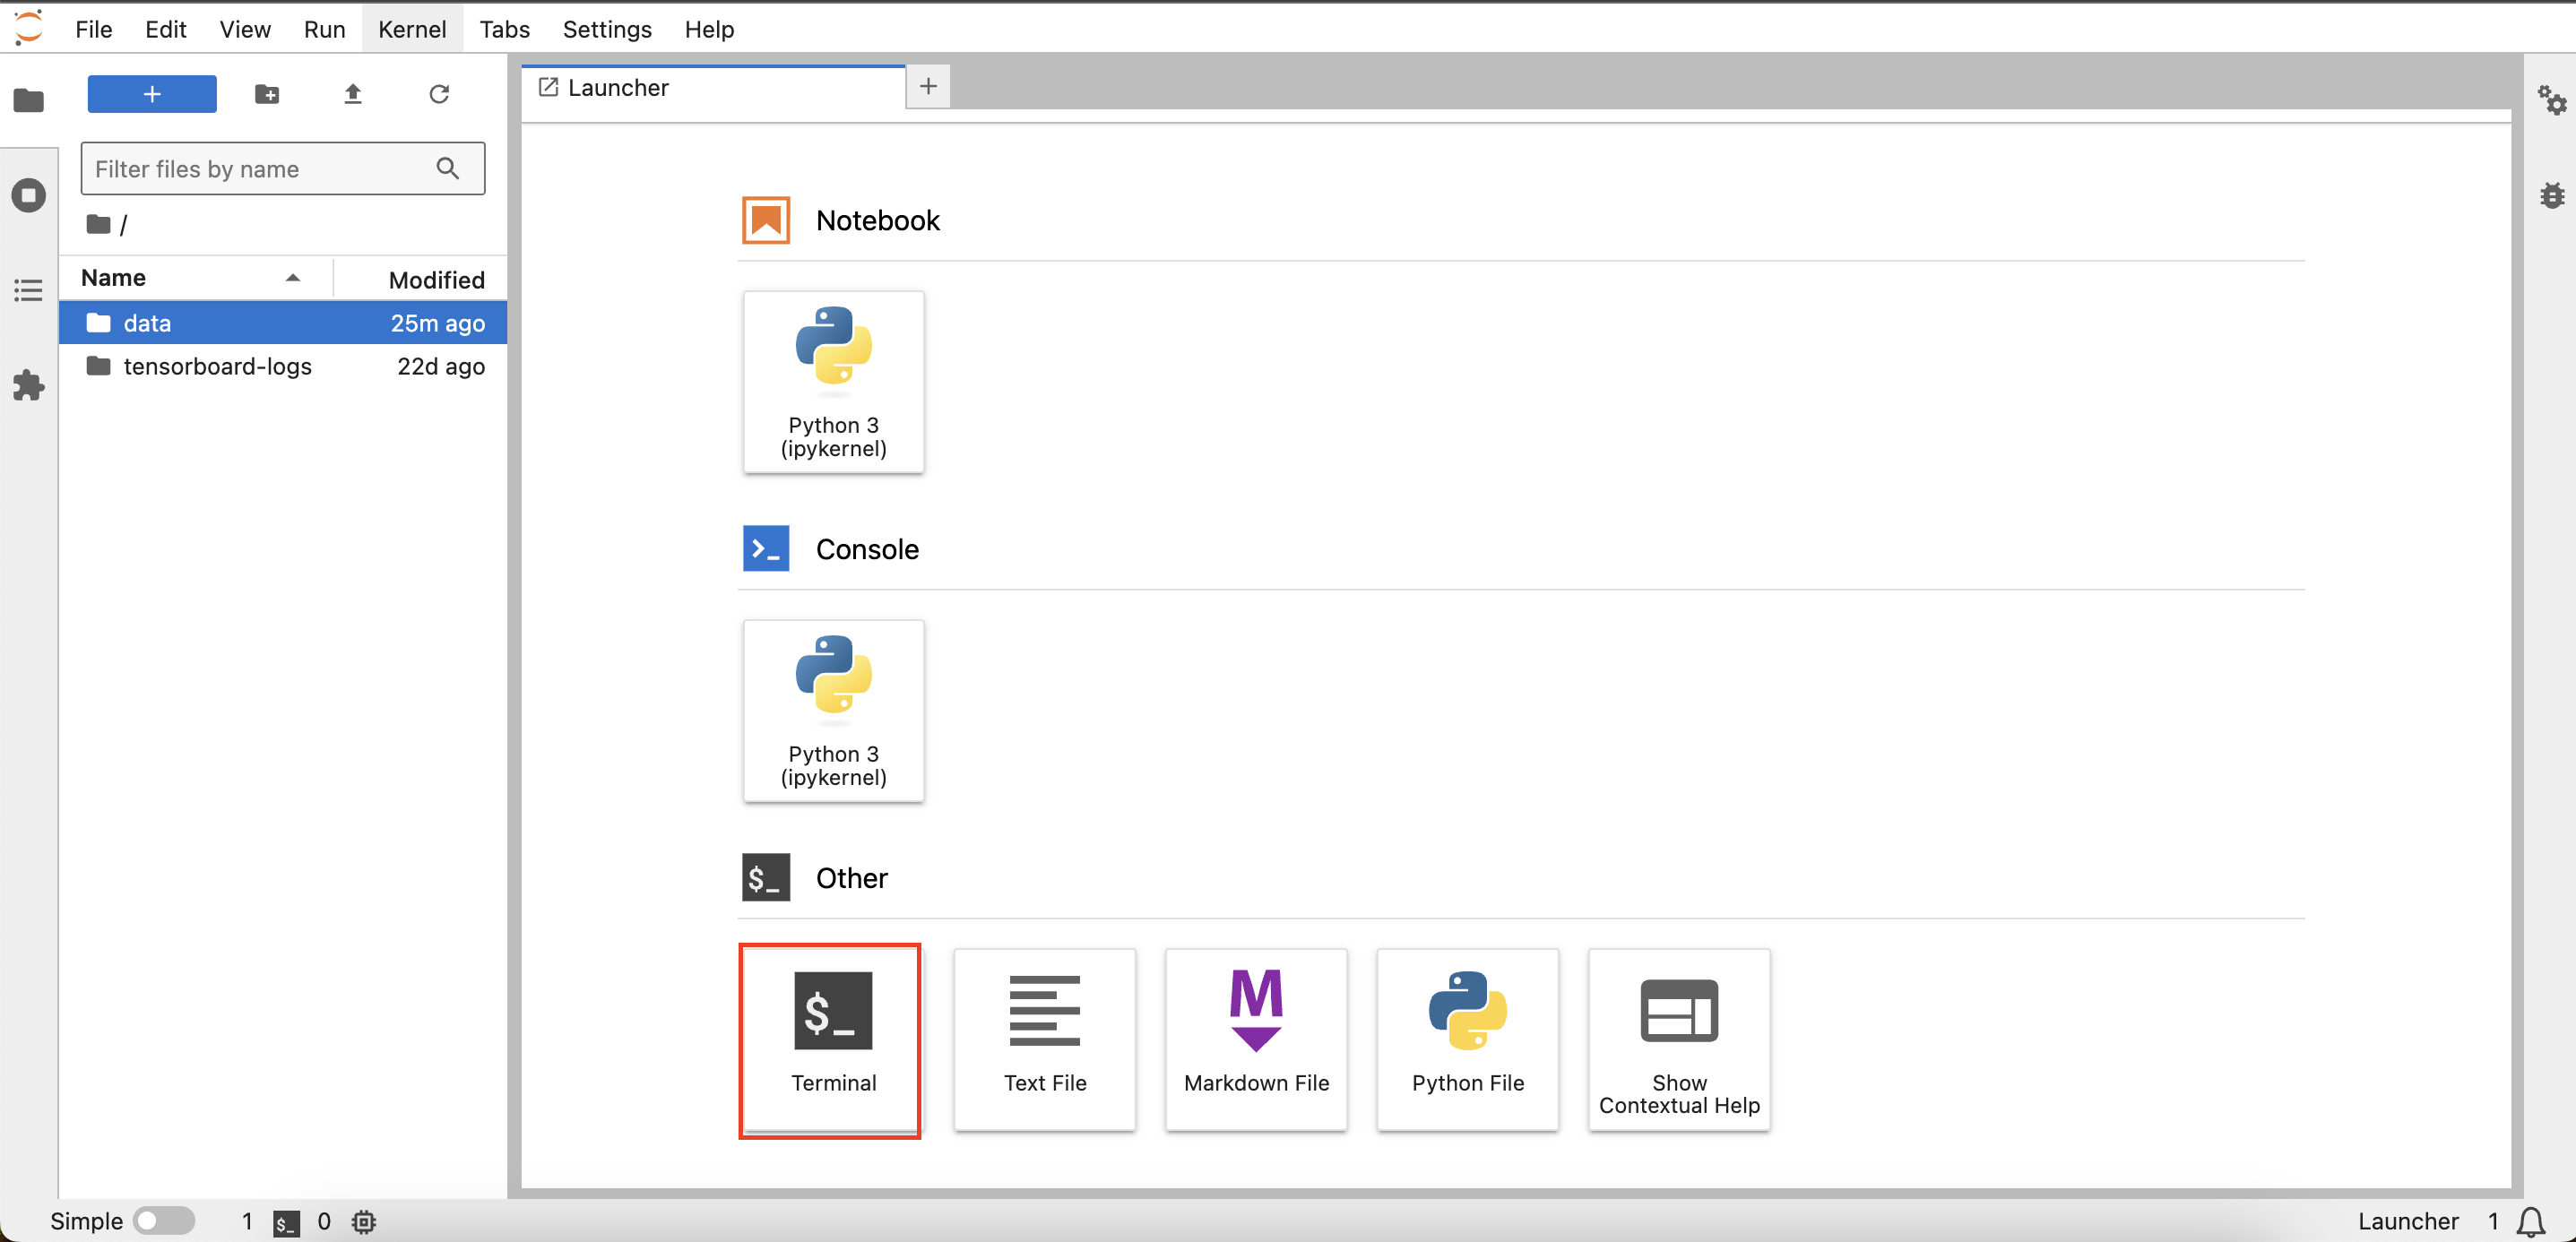 File Edit View Run Kernel Tabs Settings Help
+
Filter files by name
/
Name Modified
data 25m ago
tensorboard-logs 22d ago
Launcher +
Notebook
Python 3
(ipykernel)
>_ Console
Python 3
(ipykernel)
$_ Other
$_
Terminal
Text File
M
Markdown File
Python File
Show
Contextual Help
Simple 1 $_ 0 Launcher 1